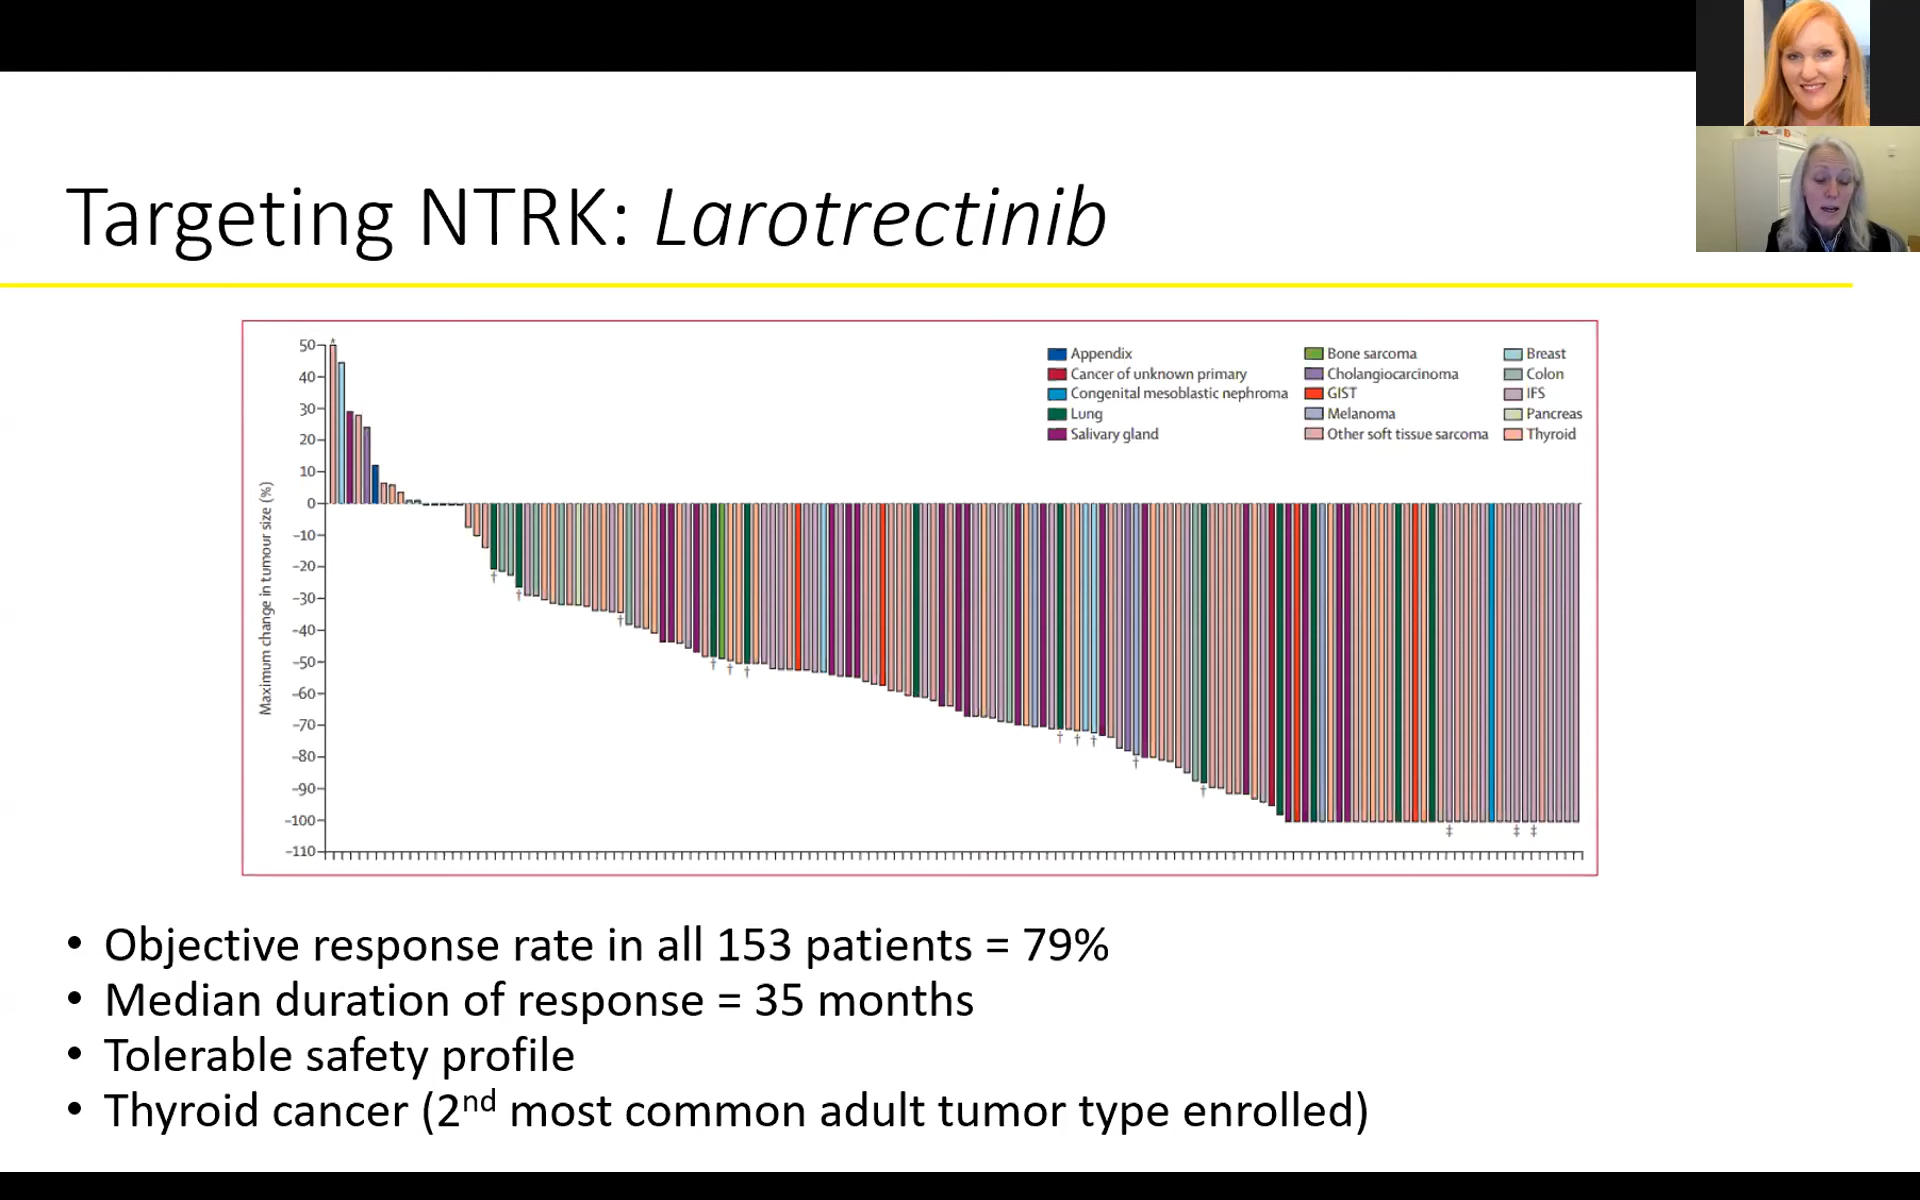 Targeting NTRK: Larotrectinib
50
40
30
20
10
0
-10
-20
-30
-40
-50
-60
-70
-80
-90
-100
-110
Maximum change in tumour size (%)
Appendix
Cancer of unknown primary
Congenital mesoblastic nephroma
Lung
Salivary gland
Bone sarcoma
Cholangiocarcinoma
GIST
Melanoma
Other soft tissue sarcoma
Breast
Colon
IFS
Pancreas
Thyroid
† † † † † † † † † † †
‡ ‡ ‡
• Objective response rate in all 153 patients = 79%
• Median duration of response = 35 months
• Tolerable safety profile
• Thyroid cancer (2nd most common adult tumor type enrolled)